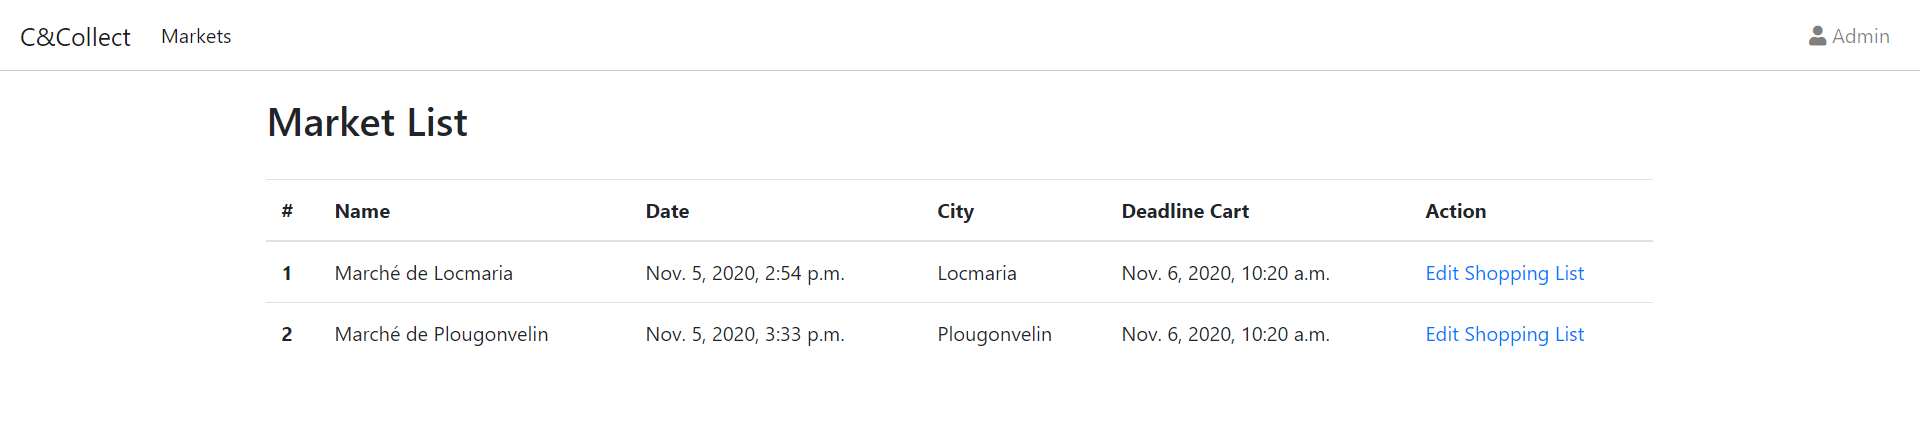 C&Collect Markets Admin
Market List
# Name Date City Deadline Cart Action
1 Marché de Locmaria Nov. 5, 2020, 2:54 p.m. Locmaria Nov. 6, 2020, 10:20 a.m. Edit Shopping List
2 Marché de Plougonvelin Nov. 5, 2020, 3:33 p.m. Plougonvelin Nov. 6, 2020, 10:20 a.m. Edit Shopping List